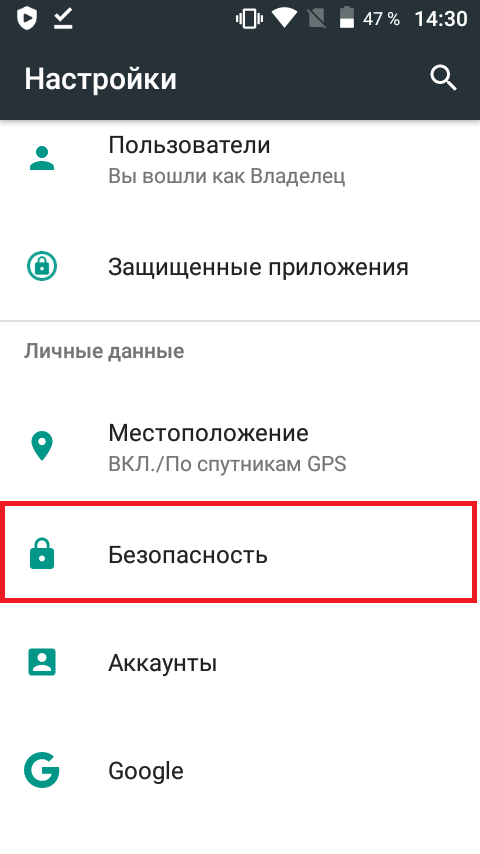 47 % 14:30
Настройки
Пользователи
Вы вошли как Владелец
Защищенные приложения
Личные данные
Местоположение
ВКЛ./По спутникам GPS
Безопасность
Аккаунты
Google